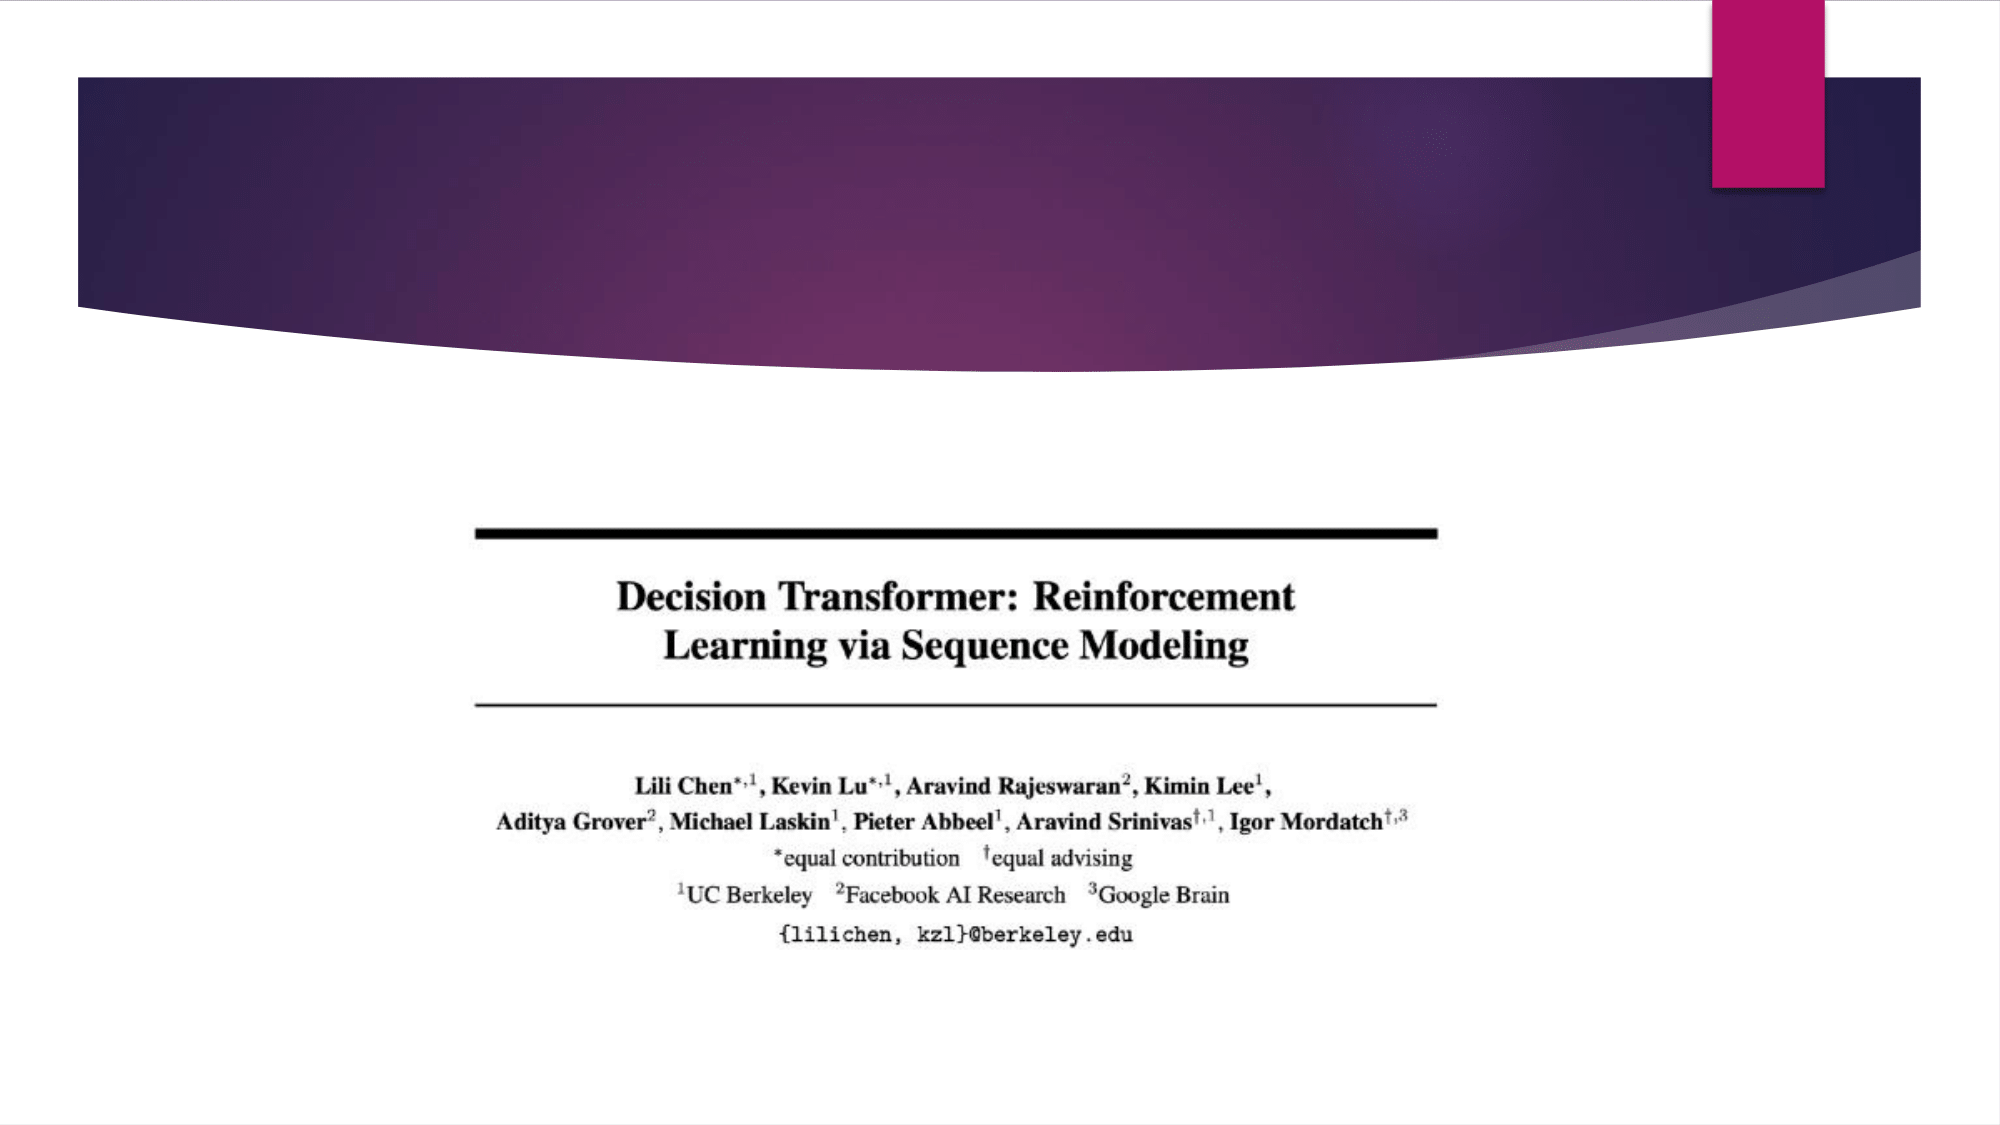 Decision Transformer: Reinforcement
Learning via Sequence Modeling
Lili Chen*,1, Kevin Lu*,1, Aravind Rajeswaran2, Kimin Lee1,
Aditya Grover2, Michael Laskin1, Pieter Abbeel1, Aravind Srinivas†,1, Igor Mordatch†,3
*equal contribution †equal advising
1UC Berkeley 2Facebook AI Research 3Google Brain
{lilichen, kzl}@berkeley.edu